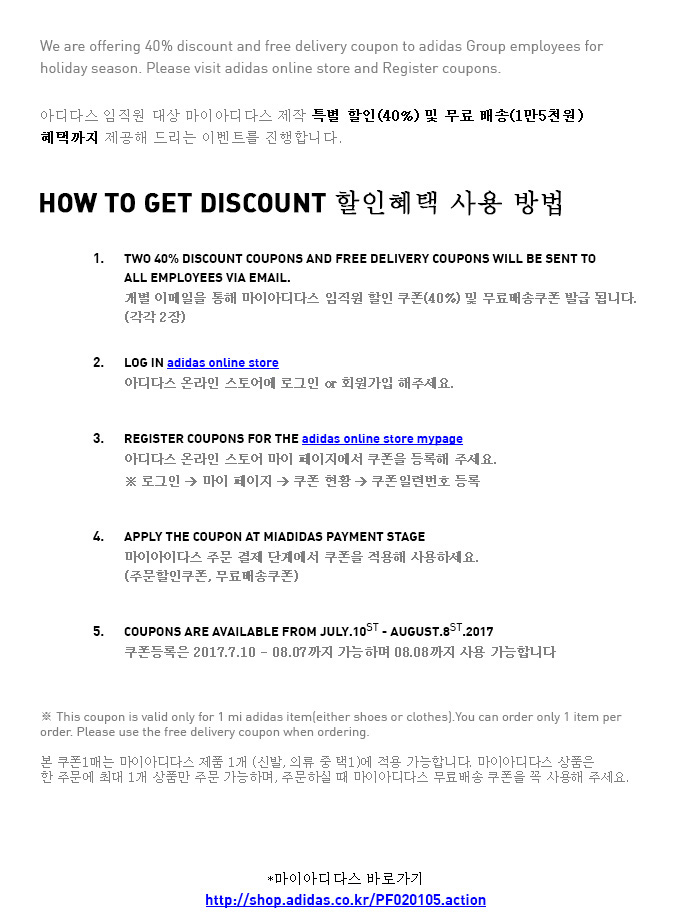 We are offering 40% discount and free delivery coupon to adidas Group employees for
holiday season. Please visit adidas online store and Register coupons.
아디다스 임직원 대상 마이아디다스 제작 특별 할인(40%) 및 무료 배송(1만5천원)
혜택까지 제공해 드리는 이벤트를 진행합니다.
HOW TO GET DISCOUNT 할인혜택 사용 방법
1. TWO 40% DISCOUNT COUPONS AND FREE DELIVERY COUPONS WILL BE SENT TO
ALL EMPLOYEES VIA EMAIL.
개별 이메일을 통해 마이아디다스 임직원 할인 쿠폰(40%) 및 무료배송쿠폰 발급 됩니다.
(각각 2장)
2. LOG IN adidas online store
아디다스 온라인 스토어에 로그인 or 회원가입 해주세요.
3. REGISTER COUPONS FOR THE adidas online store mypage
아디다스 온라인 스토어 마이 페이지에서 쿠폰을 등록해 주세요.
※ 로그인 → 마이 페이지 → 쿠폰 현황 → 쿠폰일련번호 등록
4. APPLY THE COUPON AT MIADIDAS PAYMENT STAGE
마이아이다스 주문 결제 단계에서 쿠폰을 적용해 사용하세요.
(주문할인쿠폰, 무료배송쿠폰)
5. COUPONS ARE AVAILABLE FROM JULY.10ST - AUGUST.8ST.2017
쿠폰등록은 2017.7.10 – 08.07까지 가능하며 08.08까지 사용 가능합니다
※ This coupon is valid only for 1 mi adidas item(either shoes or clothes).You can order only 1 item per
order. Please use the free delivery coupon when ordering.
본 쿠폰1매는 마이아디다스 제품 1개 (신발, 의류 중 택1)에 적용 가능합니다. 마이아디다스 상품은
한 주문에 최대 1개 상품만 주문 가능하며, 주문하실 때 마이아디다스 무료배송 쿠폰을 꼭 사용해 주세요.
*마이아디다스 바로가기
http://shop.adidas.co.kr/PF020105.action